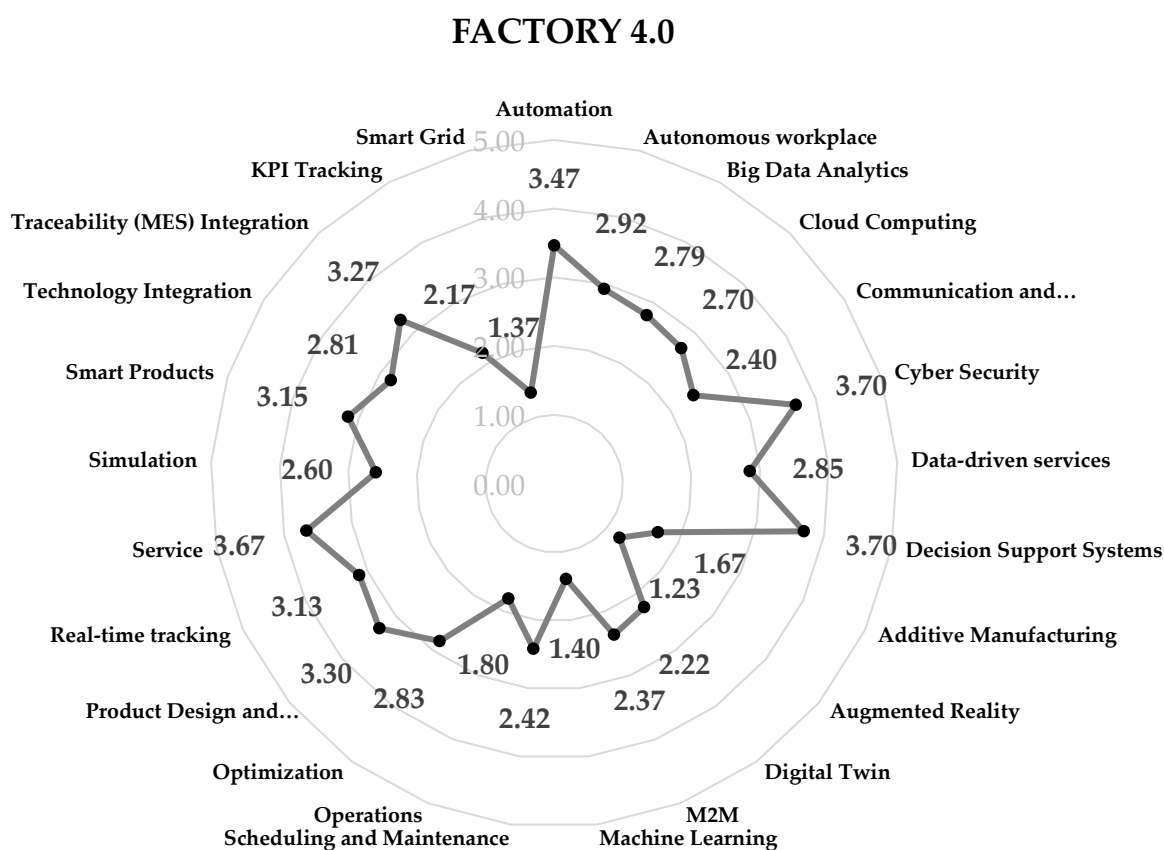 FACTORY 4.0
Automation
Smart Grid
5.00
Autonomous workplace
KPI Tracking
Big Data Analytics
3.47
4.00
2.92
Traceability (MES) Integration
Cloud Computing
3.27
3.00
2.79
Technology Integration
2.17
2.70
Communication and…
2.81
1.37
2.00
2.40
Smart Products
Cyber Security
3.15
3.70
1.00
Simulation
2.60
2.85
Data-driven services
0.00
Service
3.67
3.70
Decision Support Systems
1.67
1.23
3.13
Real-time tracking
Additive Manufacturing
1.40
3.30
1.80
2.22
2.83
2.37
Product Design and…
2.42
Augmented Reality
Optimization
Digital Twin
Operations
M2M
Scheduling and Maintenance
Machine Learning